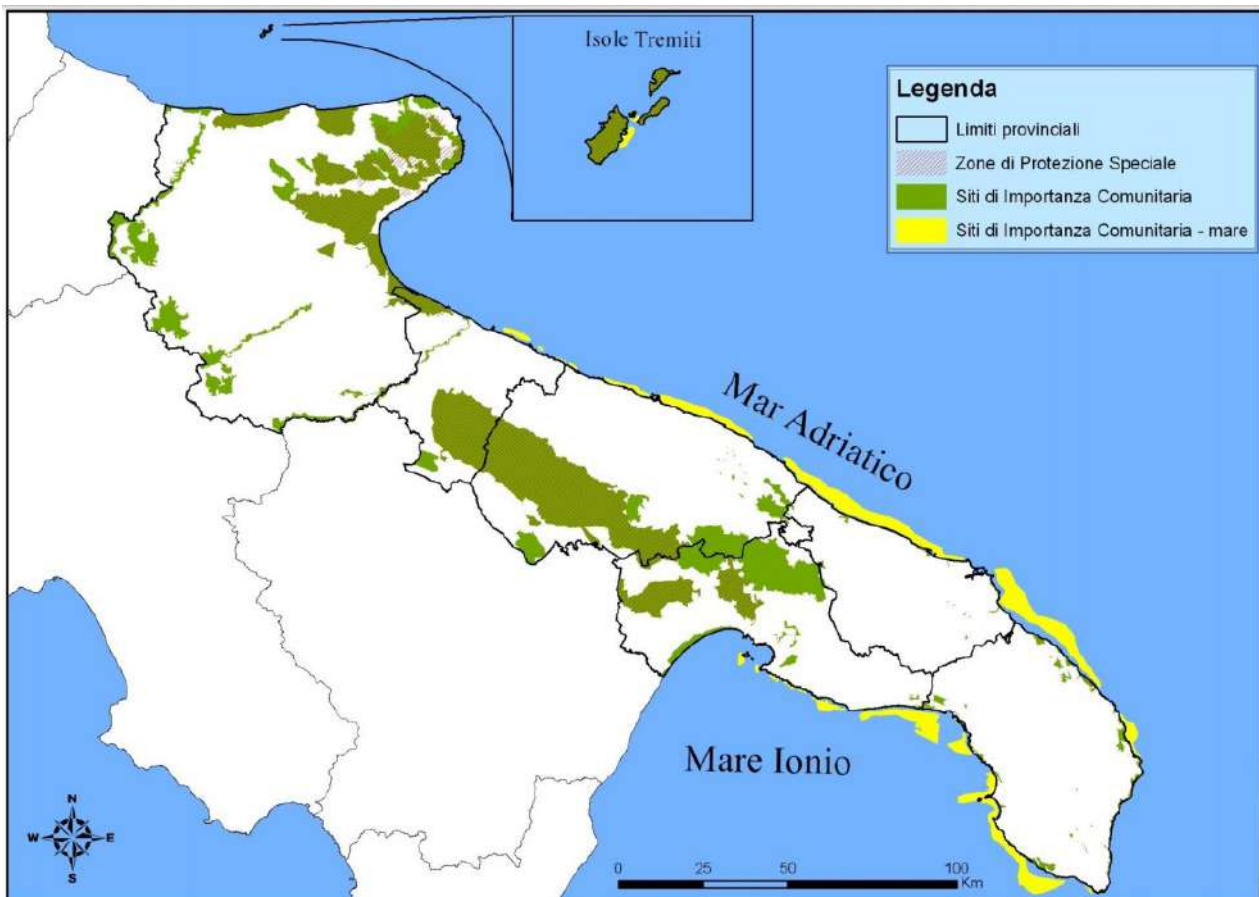 Isole Tremiti
Legenda
Limiti provinciali
Zone di Protezione Speciale
Siti di Importanza Comunitaria
Siti di Importanza Comunitaria - mare
Mar Adriatico
Mare Ionio
N
W E
S
0 25 50 100
Km